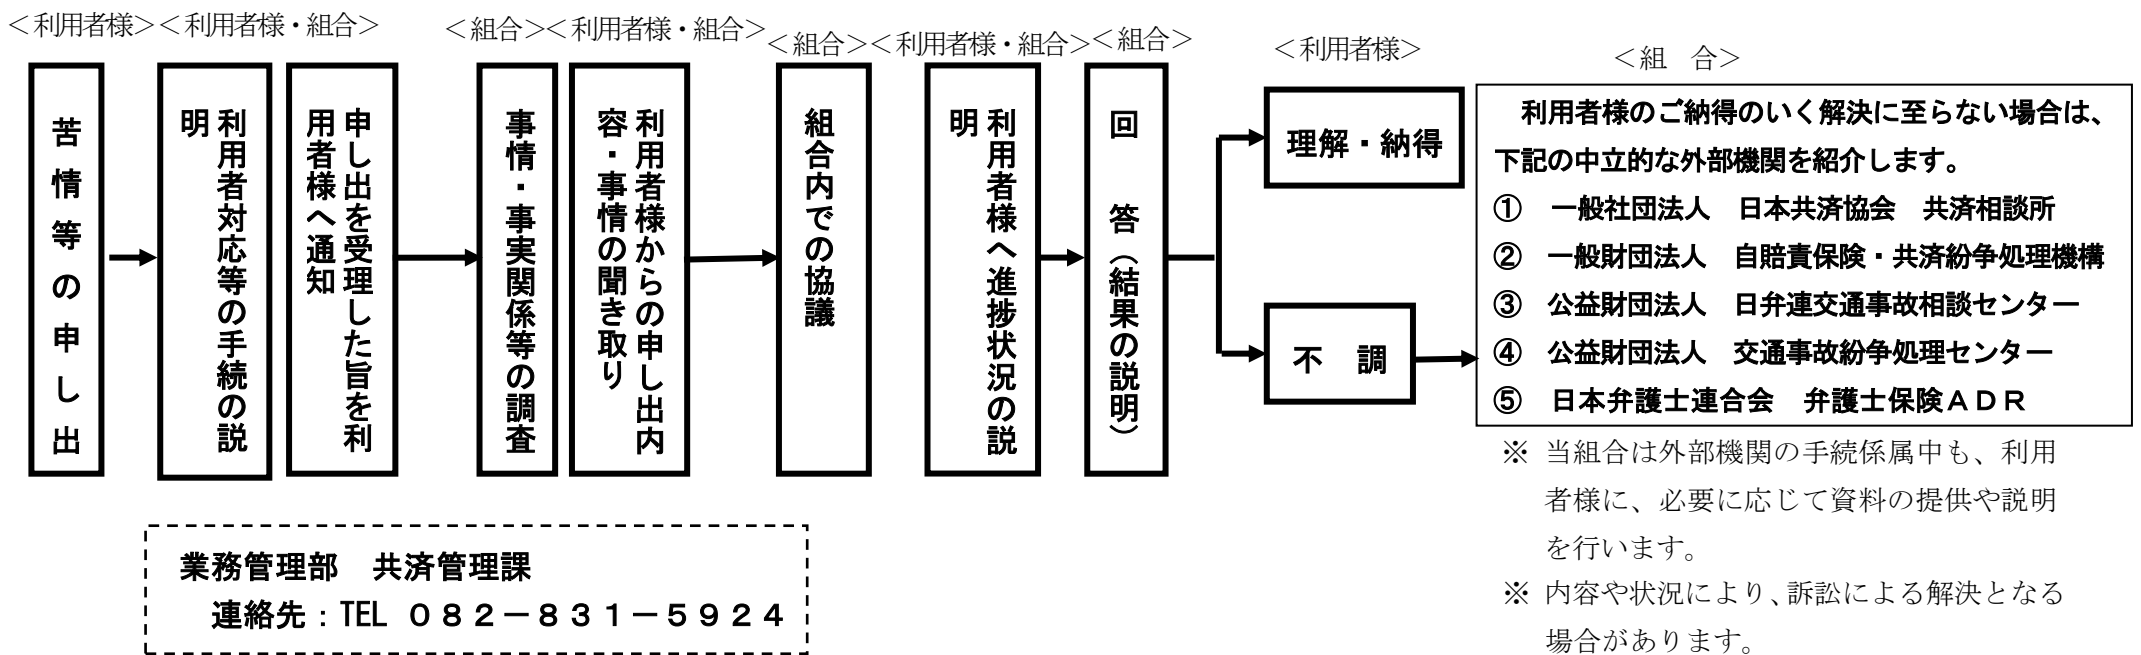 ＜利用者様＞
＜利用者様・組合＞
＜組合＞
＜利用者様・組合＞
＜組合＞
＜利用者様・組合＞
＜組合＞
＜利用者様＞
＜組　合＞
苦情等の申し出
利用者対応等の手続の説
明
申し出を受理した旨を利
用者様へ通知
事情・事実関係等の調査
利用者様からの申し出内
容・事情の聞き取り
組合内での協議
利用者様へ進捗状況の説
明
回　答（結果の説明）
理解・納得
不　調
利用者様のご納得のいく解決に至らない場合は、
下記の中立的な外部機関を紹介します。
①　一般社団法人　日本共済協会　共済相談所
②　一般財団法人　自賠責保険・共済紛争処理機構
③　公益財団法人　日弁連交通事故相談センター
④　公益財団法人　交通事故紛争処理センター
⑤　日本弁護士連合会　弁護士保険ＡＤＲ
※ 当組合は外部機関の手続係属中も、利用
者様に、必要に応じて資料の提供や説明
を行います。
※ 内容や状況により、訴訟による解決となる
場合があります。
業務管理部　共済管理課
連絡先：TEL ０８２－８３１－５９２４